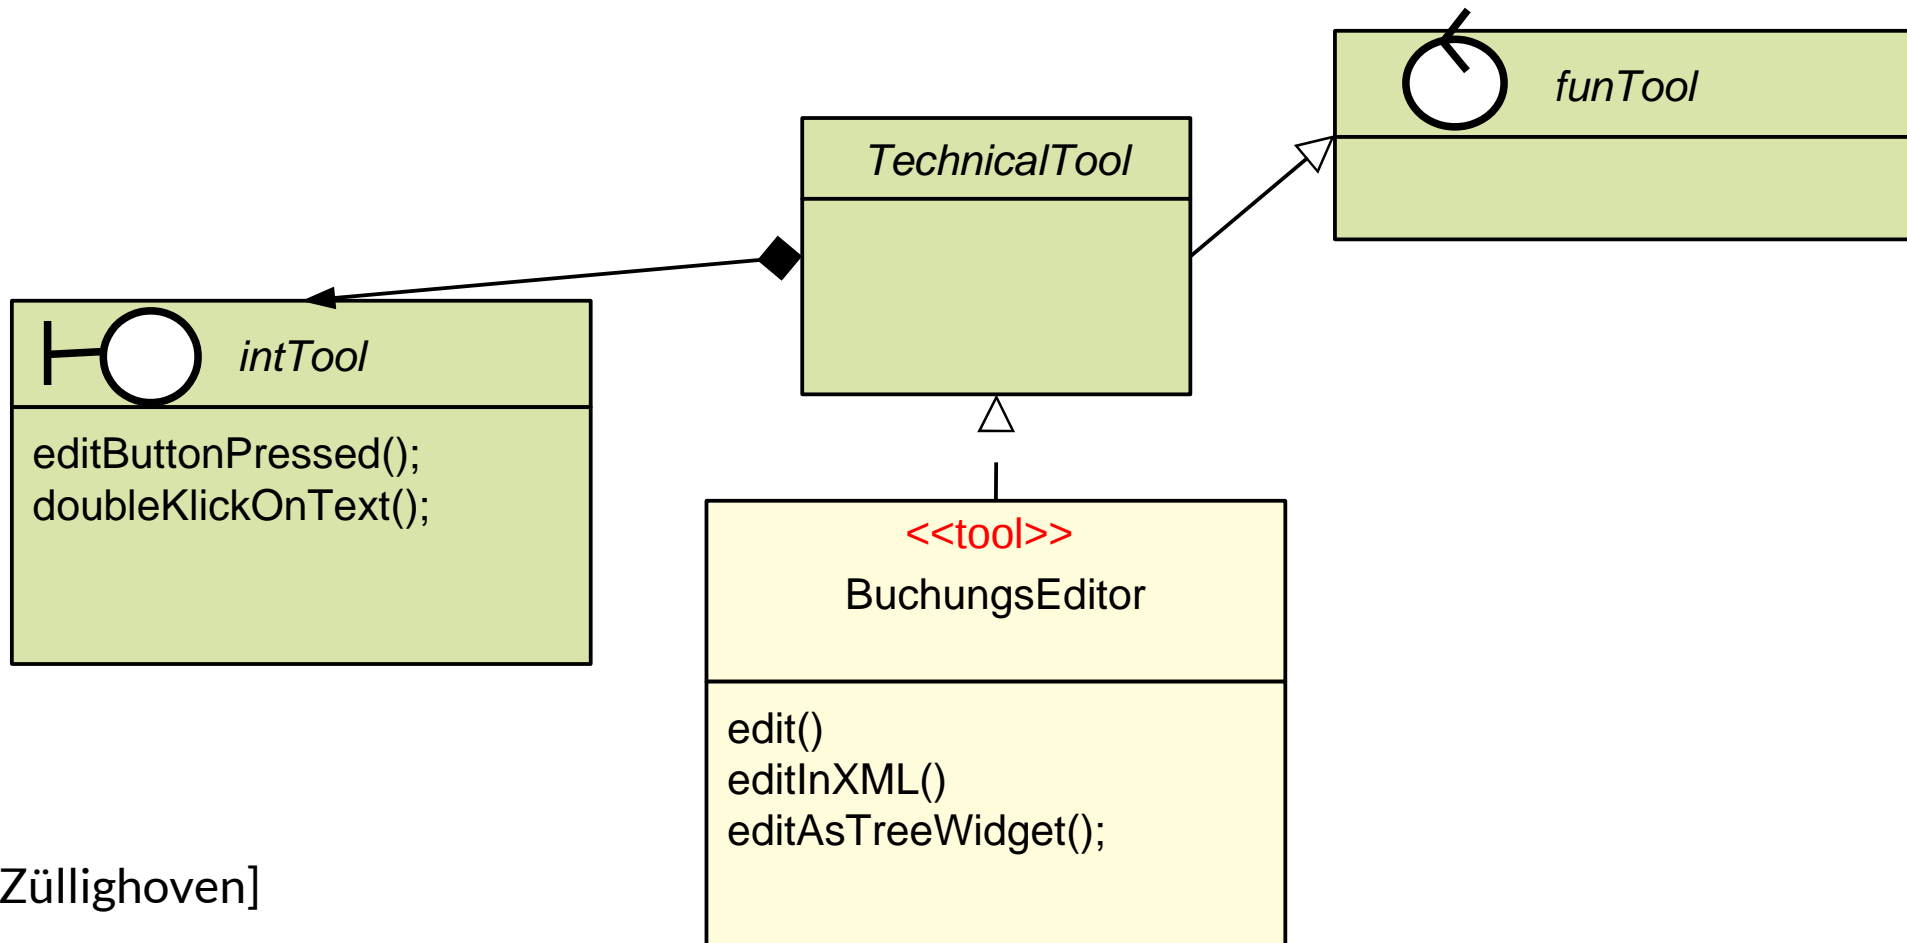 funTool
TechnicalTool
intTool
editButtonPressed();
doubleKlickOnText();
<<tool>>
BuchungsEditor
edit()
editInXML()
editAsTreeWidget();
Züllighoven]